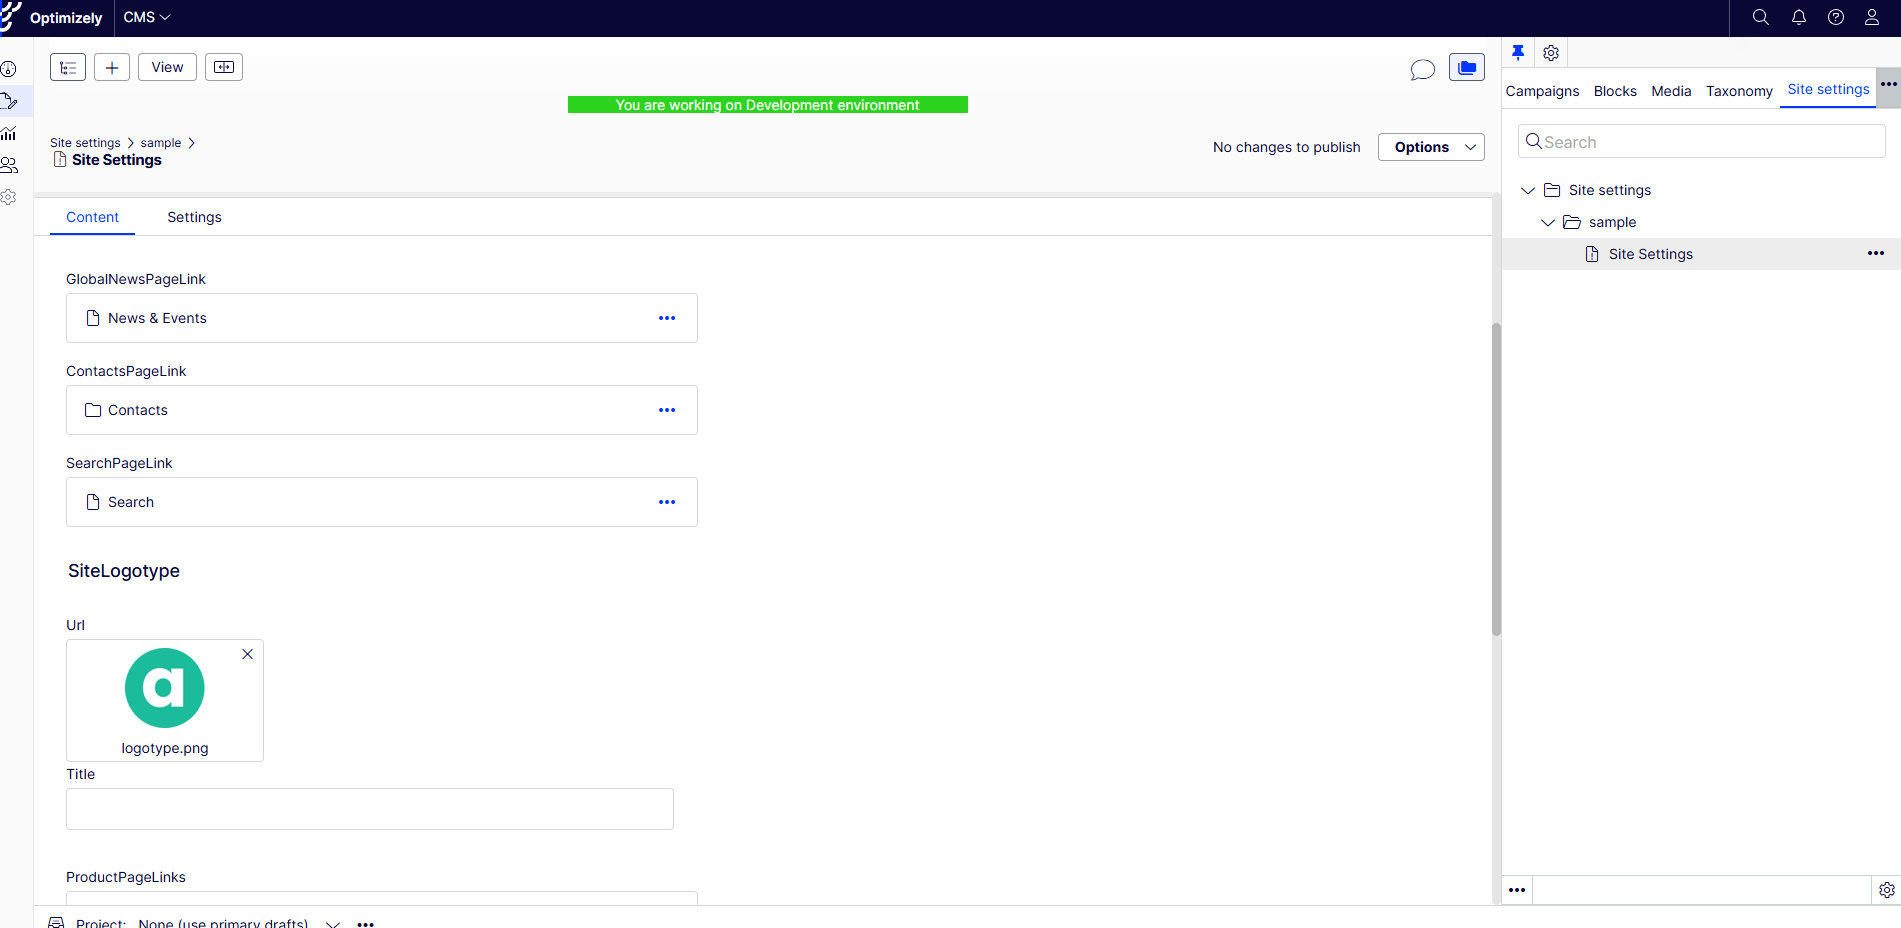 Optimizely CMS
View
You are working on Development environment
Site settings sample
Site Settings
No changes to publish
Options
Content Settings
GlobalNewsPageLink
News & Events
ContactsPageLink
Contacts
SearchPageLink
Search
SiteLogotype
Url
a
logotype.png
Title
ProductPageLinks
Project: None (use primary drafts)
Campaigns Blocks Media Taxonomy Site settings
Search
Site settings
sample
Site Settings